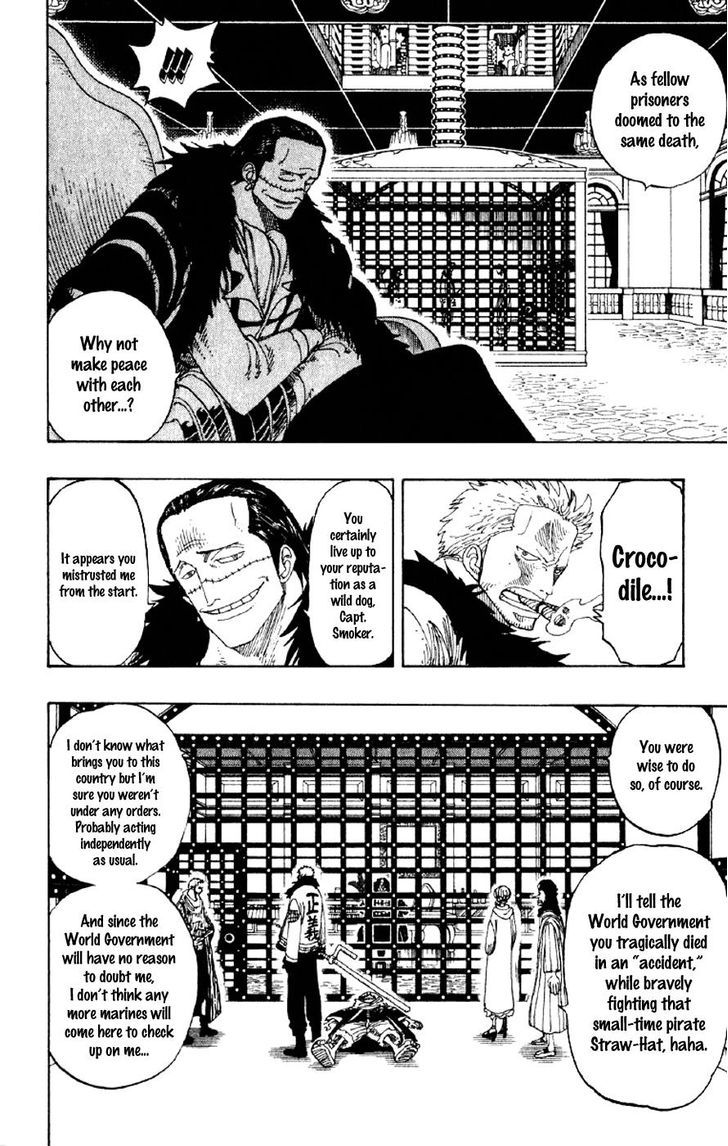 !!!
As fellow
prisoners
doomed to the
same death,
Why not
make peace
with each
other...?
Croco-
dile...!
You
certainly
live up to
your reputa-
tion as a
wild dog,
Capt.
Smoker.
It appears you
mistrusted me
from the start.
You were
wise to do
so, of course.
I'll tell the
World Government
you tragically died
in an "accident,"
while bravely
fighting that
small-time pirate
Straw-Hat, haha.
正義
I don't know what
brings you to this
country but I'm
sure you weren't
under any orders.
Probably acting
independently
as usual.
And since the
World Government
will have no reason
to doubt me,
I don't think any
more marines will
come here to check
up on me...